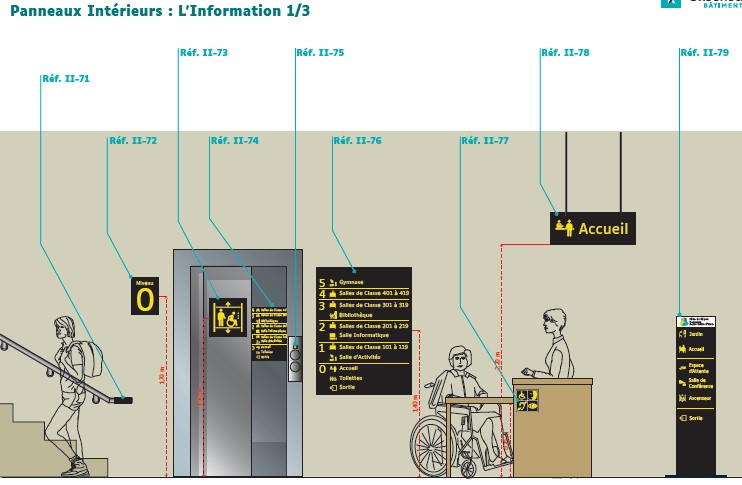 Panneaux Intérieurs : L'Information 1/3
BÂTIMENT
Réf. II-73
Réf. II-75
Réf. II-78
Réf. II-79
Réf. II-71
Réf. II-72
Réf. II-74
Réf. II-76
Réf. II-77
Accueil
Niveau
0
5 Gymnase
4 Salles de Classe 401 à 419
3 Salles de Classe 301 à 319
Bibliothèque
2 Salles de Classe 201 à 219
Salle Informatique
1 Salles de Classe 101 à 119
Salle d'Activités
0 Accueil
Toilettes
Sortie
Jardin
Accueil
Espace
d'Attente
Salle de
Conférence
Ascenseur
Sortie
1,40 m